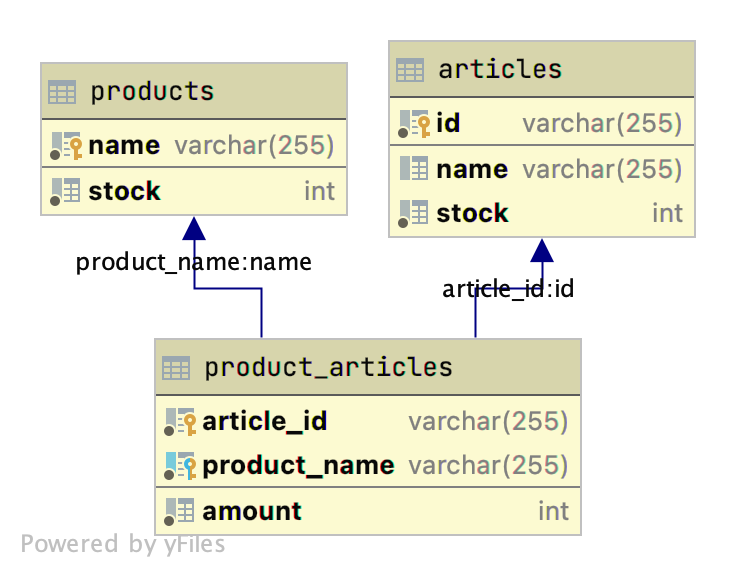 products
name varchar(255)
stock int
articles
id varchar(255)
name varchar(255)
stock int
product_name:name
article_id:id
product_articles
article_id varchar(255)
product_name varchar(255)
amount int
Powered by yFiles